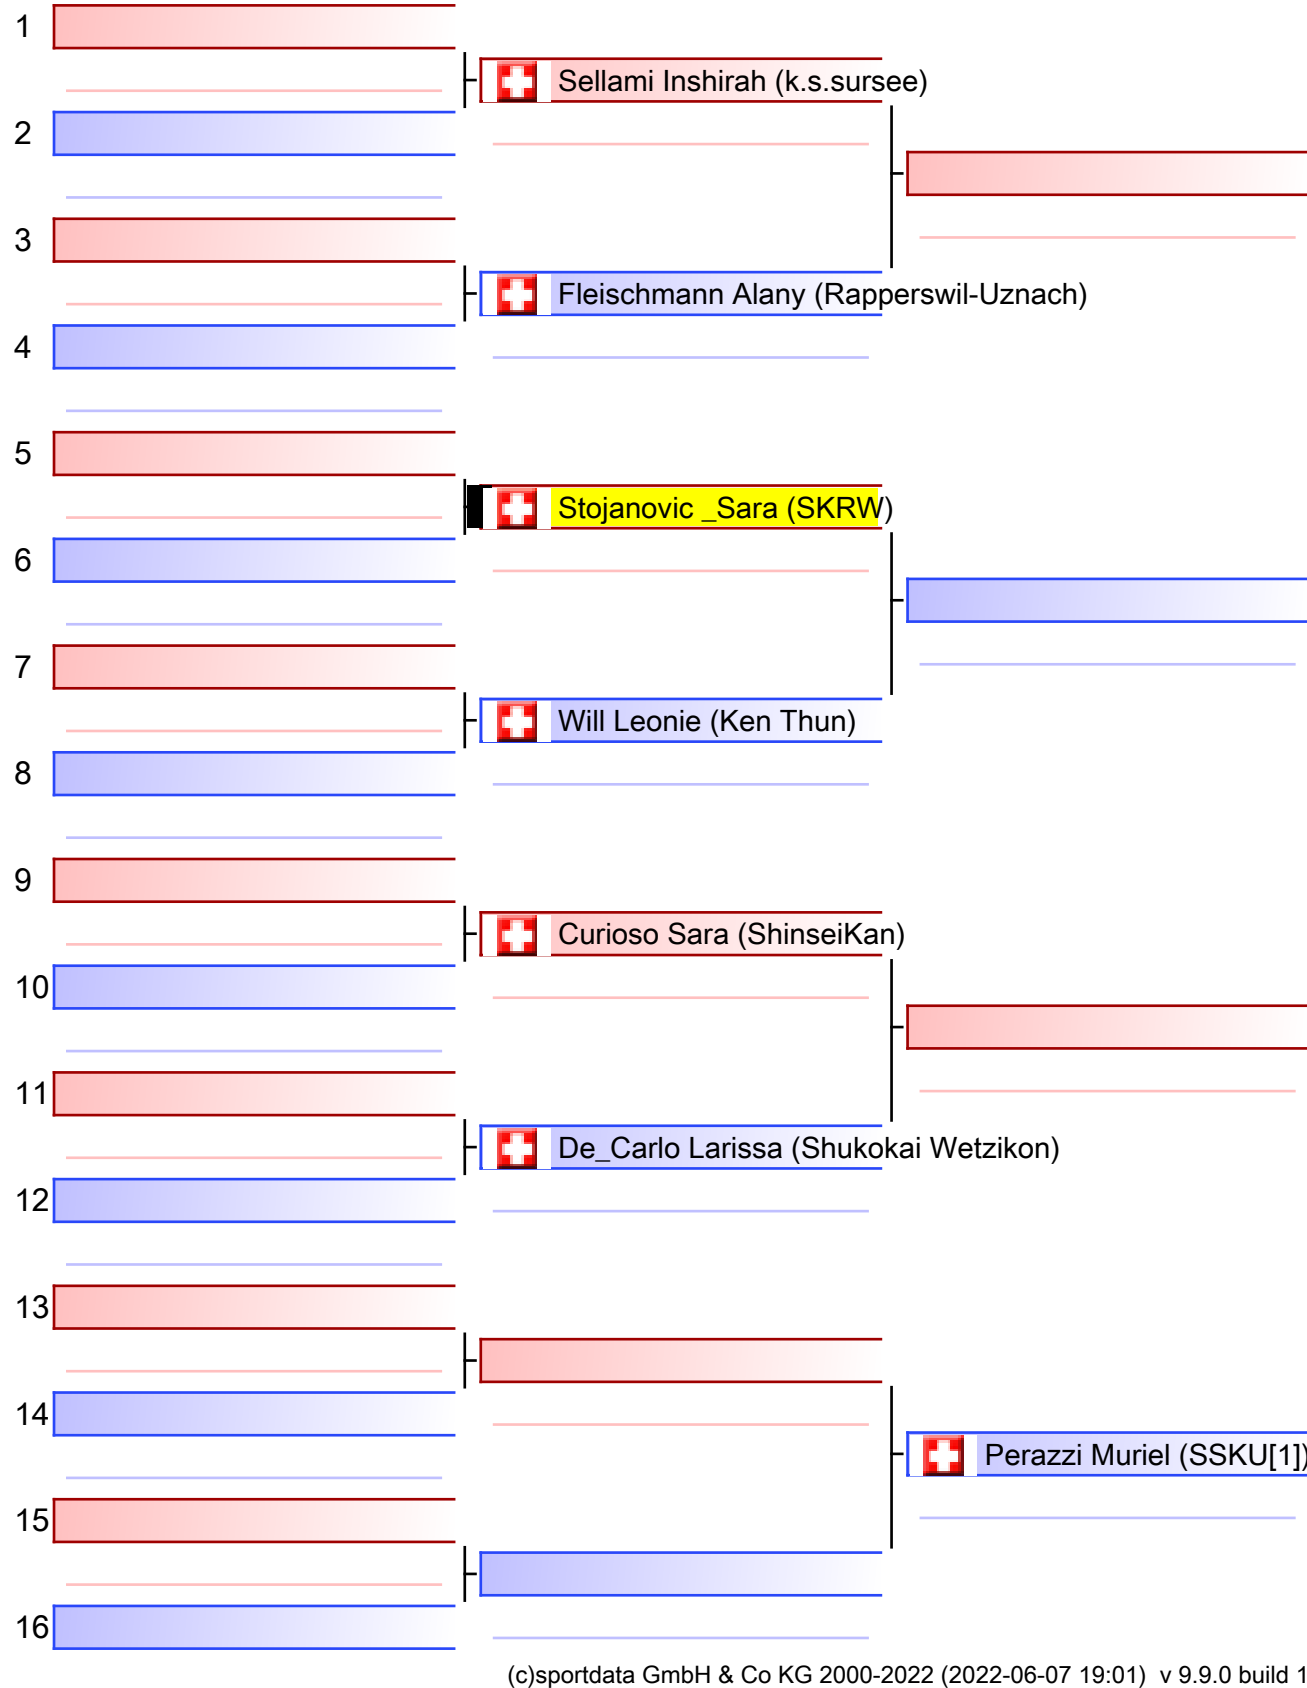 1
Sellami Inshirah (k.s.sursee)
2
3
Fleischmann Alany (Rapperswil-Uznach)
4
5
Stojanovic _Sara (SKRW)
6
7
Will Leonie (Ken Thun)
8
9
Curioso Sara (ShinseiKan)
10
11
De_Carlo Larissa (Shukokai Wetzikon)
12
13
14
Perazzi Muriel (SSKU[1])
15
16
(c)sportdata GmbH & Co KG 2000-2022 (2022-06-07 19:01) v 9.9.0 build 1